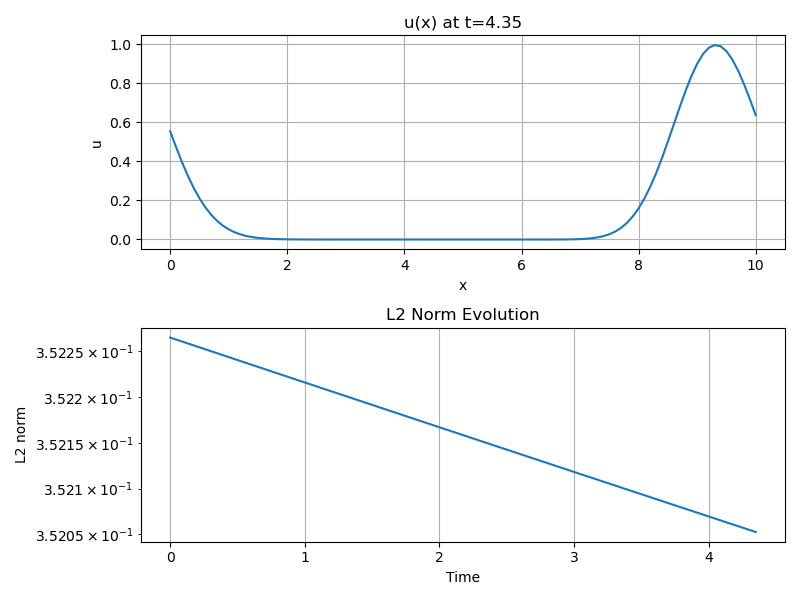 u(x) at t=4.35
1.0
0.8
0.6
0.4
0.2
0.0
u
0 2 4 6 8 10
x
L2 Norm Evolution
3.5225 × 10⁻¹
3.522 × 10⁻¹
3.5215 × 10⁻¹
3.521 × 10⁻¹
3.5205 × 10⁻¹
L2 norm
0 1 2 3 4
Time